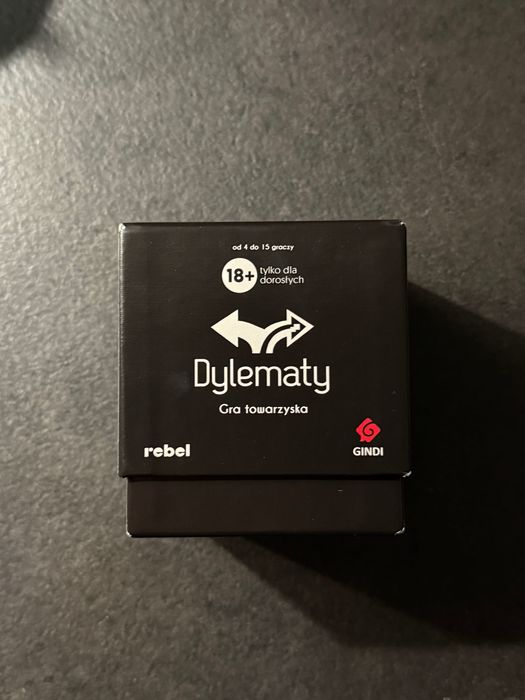 od 4 do 15 graczy
18+ tylko dla
dorosłych
Dylematy
Gra towarzyska
rebel
GINDI